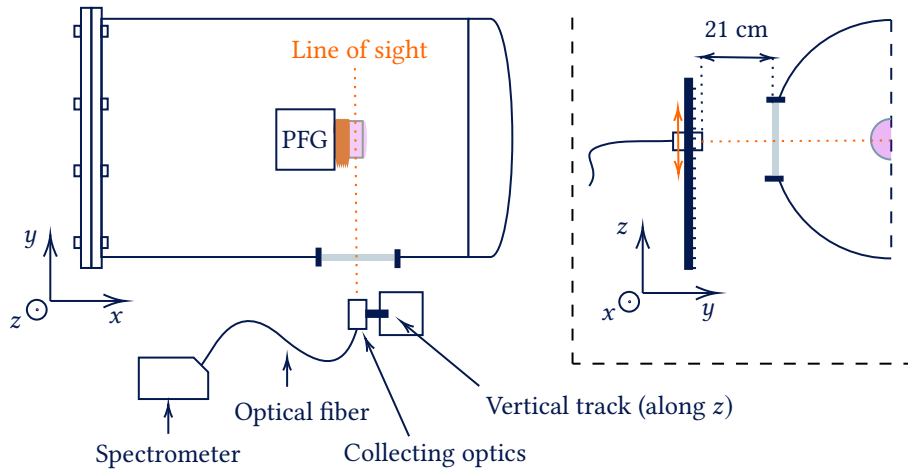 21 cm
Line of sight
PFG
y
z
x
z
x
y
Optical fiber
Vertical track (along z)
Spectrometer
Collecting optics